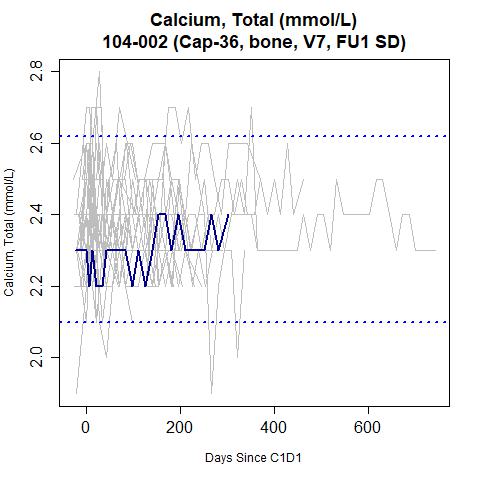 Calcium, Total (mmol/L)
104-002 (Cap-36, bone, V7, FU1 SD)
Calcium, Total (mmol/L)
2.8
2.6
2.4
2.2
2.0
0
200
400
600
Days Since C1D1